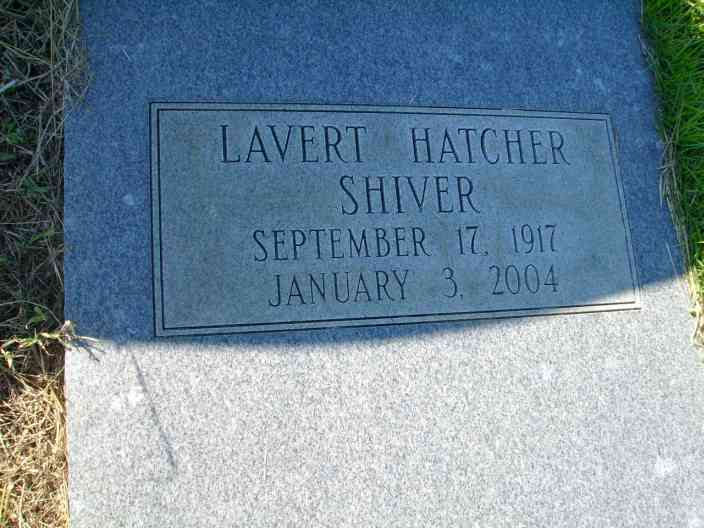 LAVERT HATCHER
SHIVER
SEPTEMBER 17, 1917
JANUARY 3, 2004